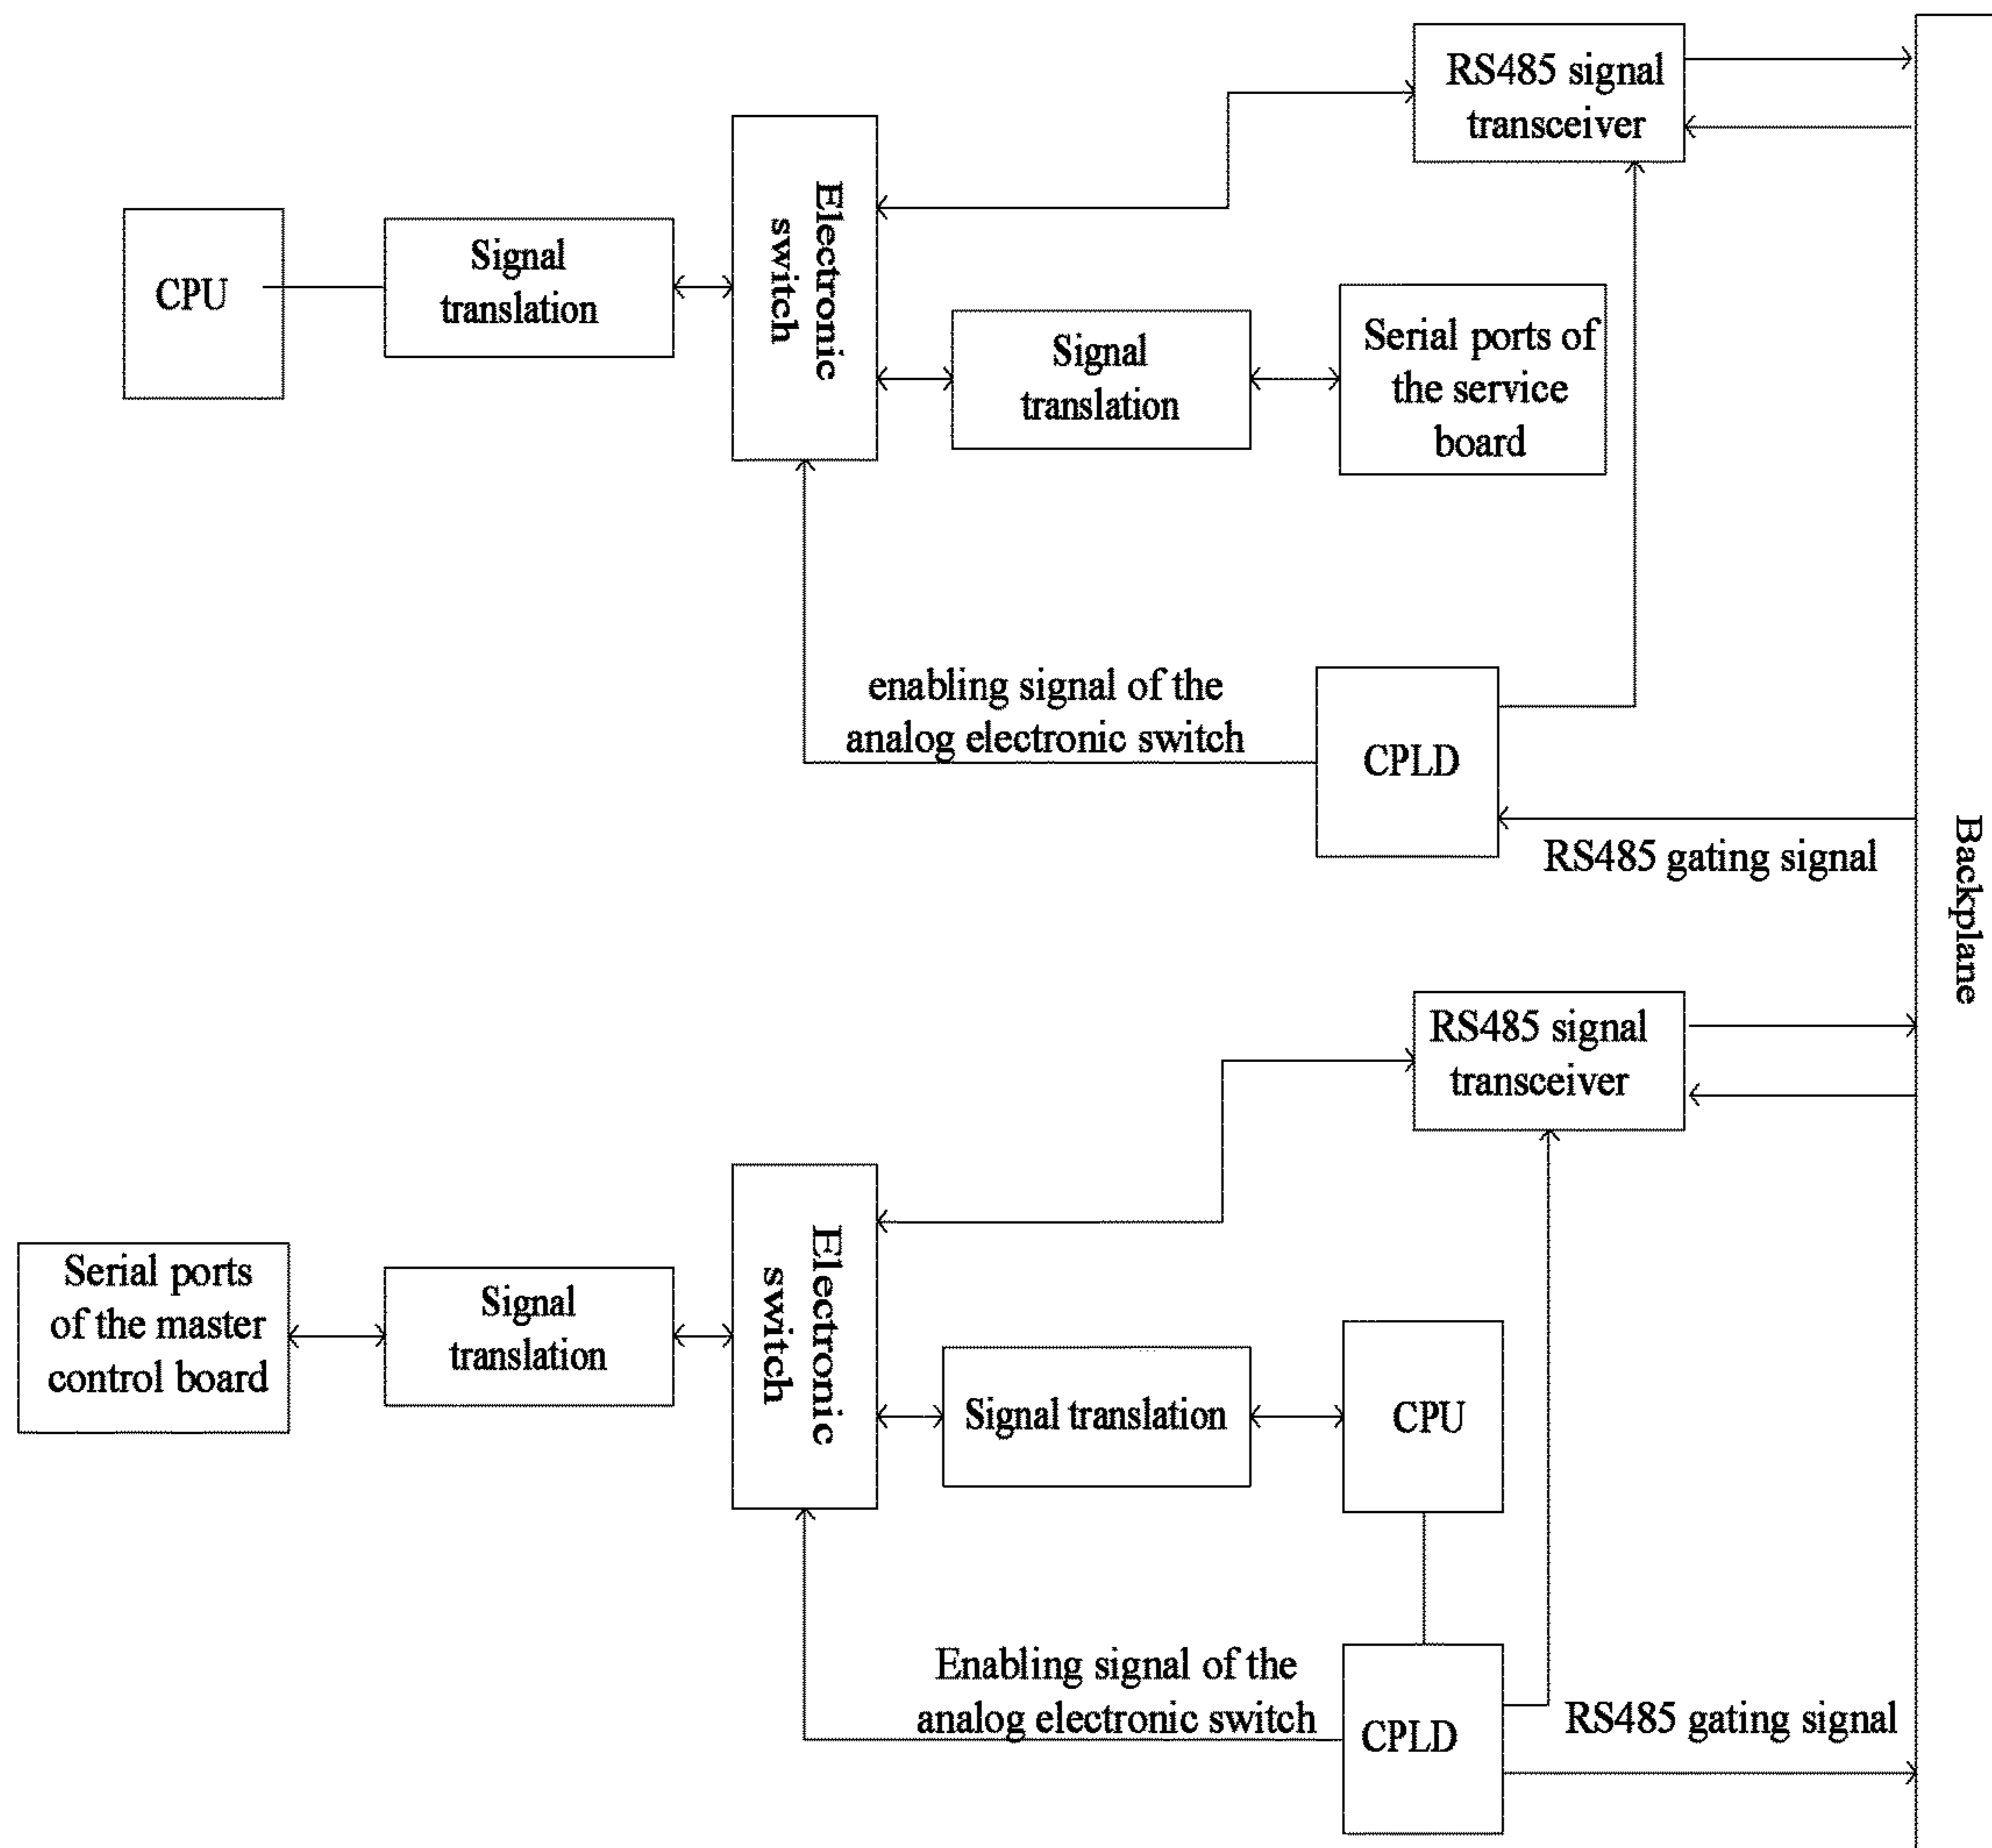 RS485 signal
transceiver
Electronic
switch
CPU
Signal
translation
Signal
translation
Serial ports of
the service
board
enabling signal of the
analog electronic switch
CPLD
RS485 gating signal
Backplane
RS485 signal
transceiver
Electronic
switch
Serial ports
of the master
control board
Signal
translation
Signal translation
CPU
Enabling signal of the
analog electronic switch
CPLD
RS485 gating signal